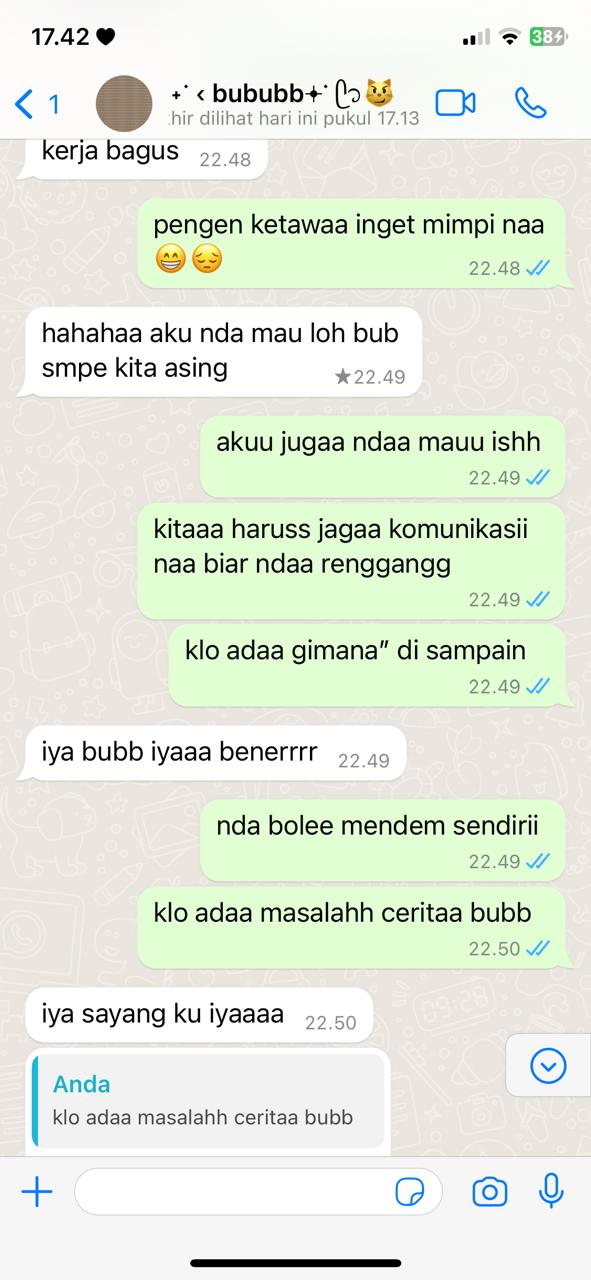 17.42
38
1
‹ bububb
hir dilihat hari ini pukul 17.13
kerja bagus 22.48
pengen ketawaa inget mimpi naa
😁😔 22.48
hahahaa aku nda mau loh bub
smpe kita asing ★22.49
akuu jugaa ndaa mauu ishh
22.49
kitaaa haruss jagaa komunikasii
naa biar ndaa renggangg
22.49
klo adaa gimana” di sampain
22.49
iya bubb iyaaa benerrrr 22.49
nda bolee mendem sendirii
22.49
klo adaa masalahh ceritaa bubb
22.50
iya sayang ku iyaaaa 22.50
Anda
klo adaa masalahh ceritaa bubb